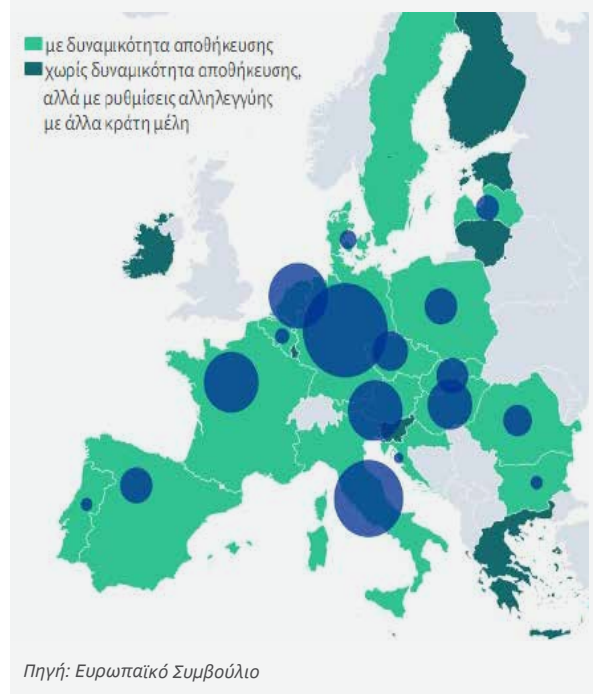 με δυναμικότητα αποθήκευσης
χωρίς δυναμικότητα αποθήκευσης,
αλλά με ρυθμίσεις αλληλεγγύης
με άλλα κράτη μέλη
Πηγή: Ευρωπαϊκό Συμβούλιο